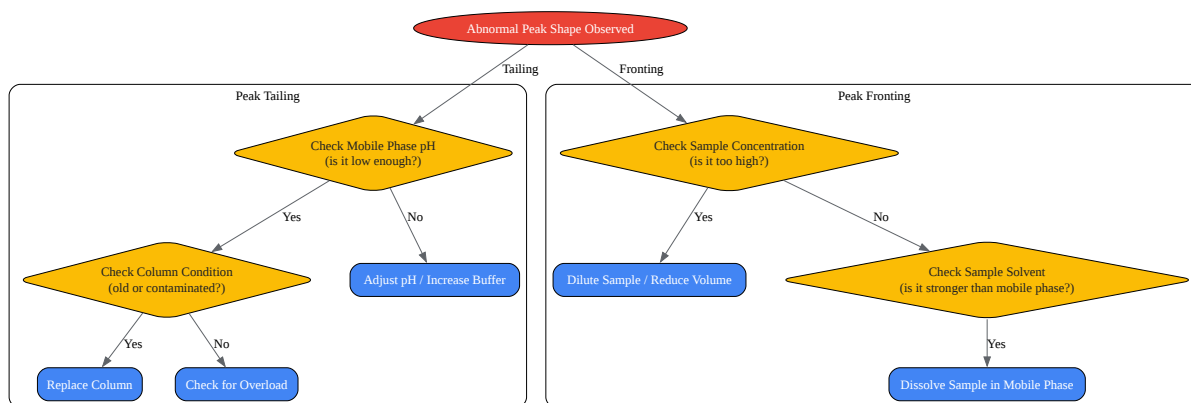 Abnormal Peak Shape Observed
Tailing
Fronting
Peak Tailing
Peak Fronting
Check Mobile Phase pH
(is it low enough?)
Check Sample Concentration
(is it too high?)
Yes
No
Yes
No
Check Column Condition
(old or contaminated?)
Adjust pH / Increase Buffer
Dilute Sample / Reduce Volume
Check Sample Solvent
(is it stronger than mobile phase?)
Yes
No
Yes
Replace Column
Check for Overload
Dissolve Sample in Mobile Phase